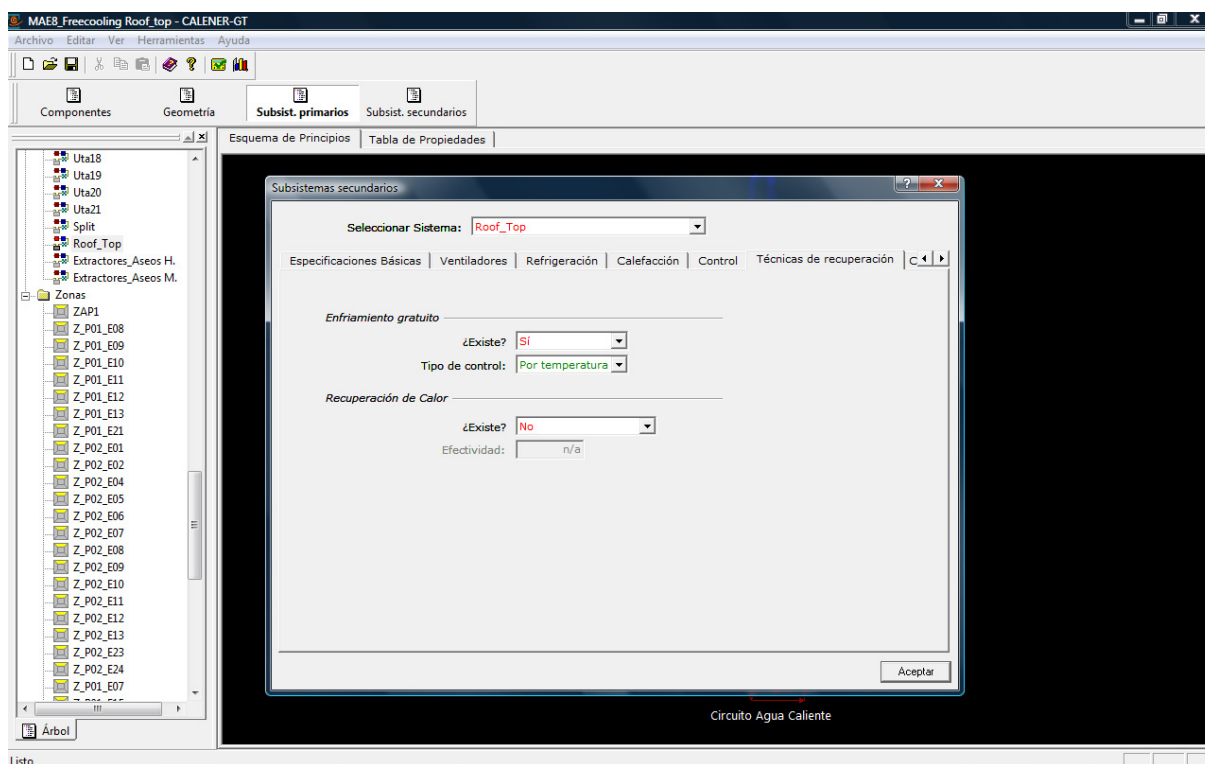 MAE8_Freecooling Roof_top - CALENER-GT
Archivo Editar Ver Herramientas Ayuda
Componentes Geometría Subsist. primarios Subsist. secundarios
Esquema de Principios Tabla de Propiedades
Uta18
Uta19
Uta20
Uta21
Split
Roof_Top
Extractores_Aseos H.
Extractores_Aseos M.
Zonas
ZAP1
Z_P01_E08
Z_P01_E09
Z_P01_E10
Z_P01_E11
Z_P01_E12
Z_P01_E13
Z_P01_E21
Z_P02_E01
Z_P02_E02
Z_P02_E04
Z_P02_E05
Z_P02_E06
Z_P02_E07
Z_P02_E08
Z_P02_E09
Z_P02_E10
Z_P02_E11
Z_P02_E12
Z_P02_E13
Z_P02_E23
Z_P02_E24
Z_P01_E07
Árbol
Subsistemas secundarios
Seleccionar Sistema: Roof_Top
Especificaciones Básicas Ventiladores Refrigeración Calefacción Control Técnicas de recuperación C
Enfriamiento gratuito
¿Existe? Sí
Tipo de control: Por temperatura
Recuperación de Calor
¿Existe? No
Efectividad: n/a
Aceptar
Circuito Agua Caliente
Listo